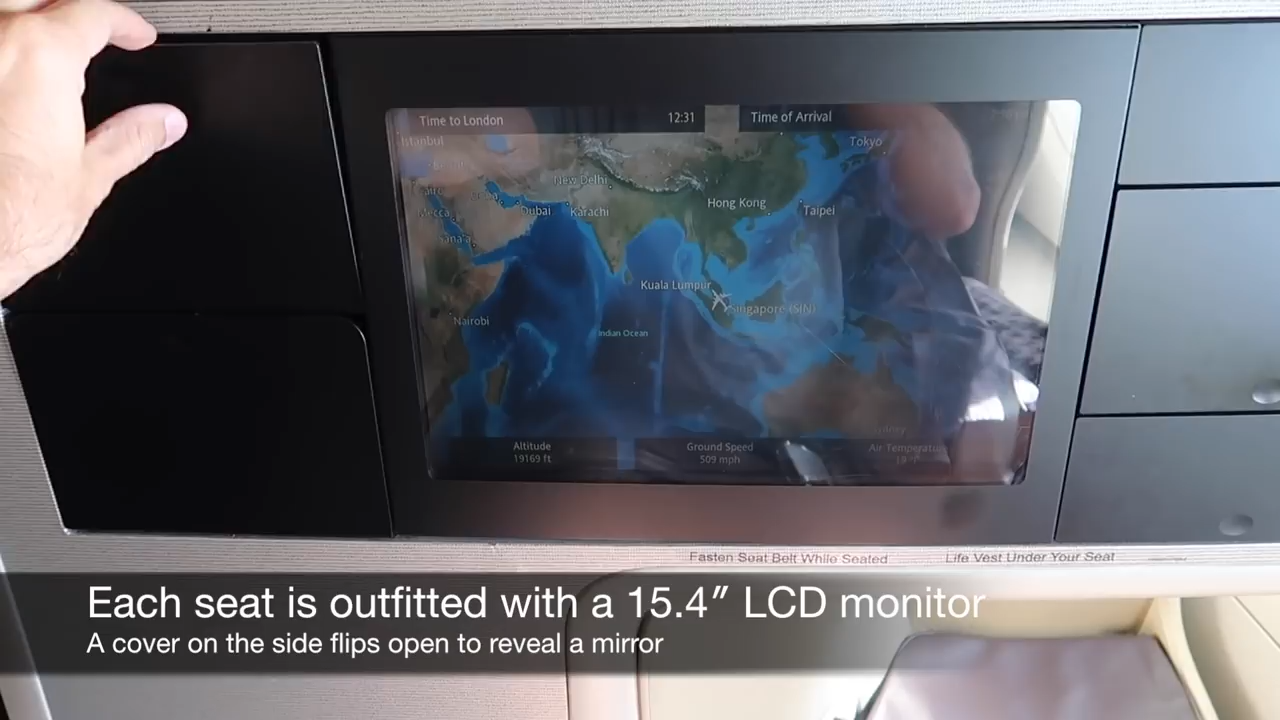 Time to London
12:31
Time of Arrival
Istanbul
Tokyo
New Delhi
Hong Kong
Mecca
Dubai
Karachi
Taipei
Sana'a
Kuala Lumpur
Singapore (SIN)
Nairobi
Indian Ocean
Sydney
Altitude
Ground Speed
Air Temperature
19169 ft
509 mph
Fasten Seat Belt While Seated
Life Vest Under Your Seat
Each seat is outfitted with a 15.4″ LCD monitor
A cover on the side flips open to reveal a mirror